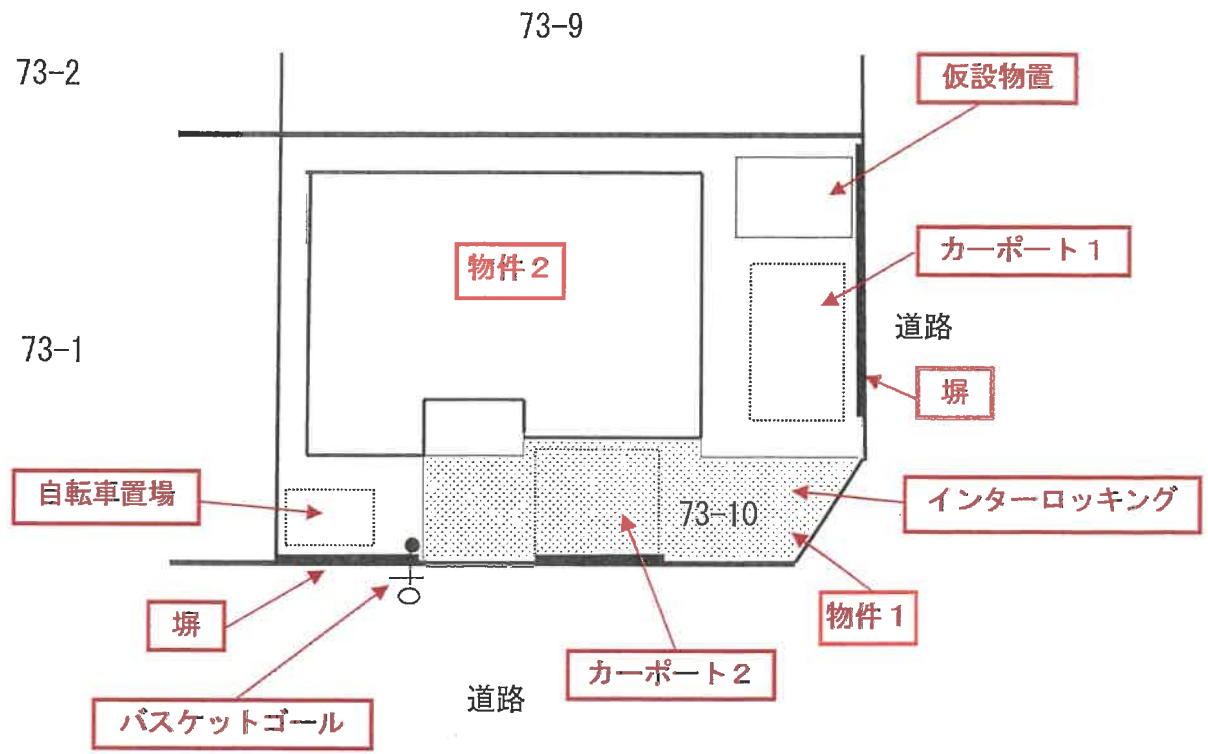 73-9
73-2
仮設物置
物件2
カーポート1
道路
73-1
塀
自転車置場
73-10
インターロッキング
塀
物件1
カーポート2
道路
バスケットゴール